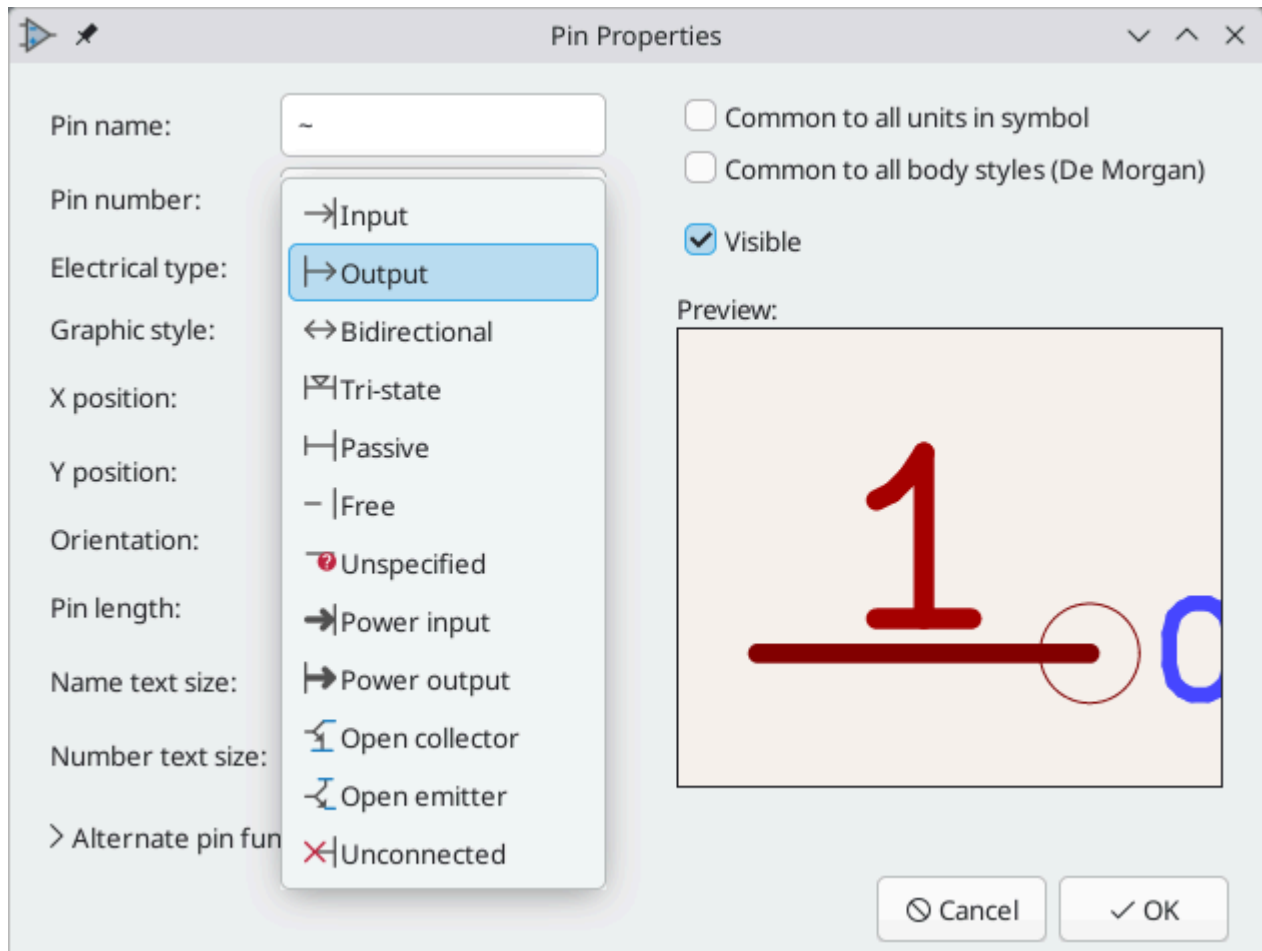 Pin Properties
Pin name:
~
Pin number:
Electrical type:
Graphic style:
X position:
Y position:
Orientation:
Pin length:
Name text size:
Number text size:
Alternate pin fun
Input
Output
Bidirectional
Tri-state
Passive
Free
Unspecified
Power input
Power output
Open collector
Open emitter
Unconnected
Common to all units in symbol
Common to all body styles (De Morgan)
Visible
Preview:
1
Cancel
OK